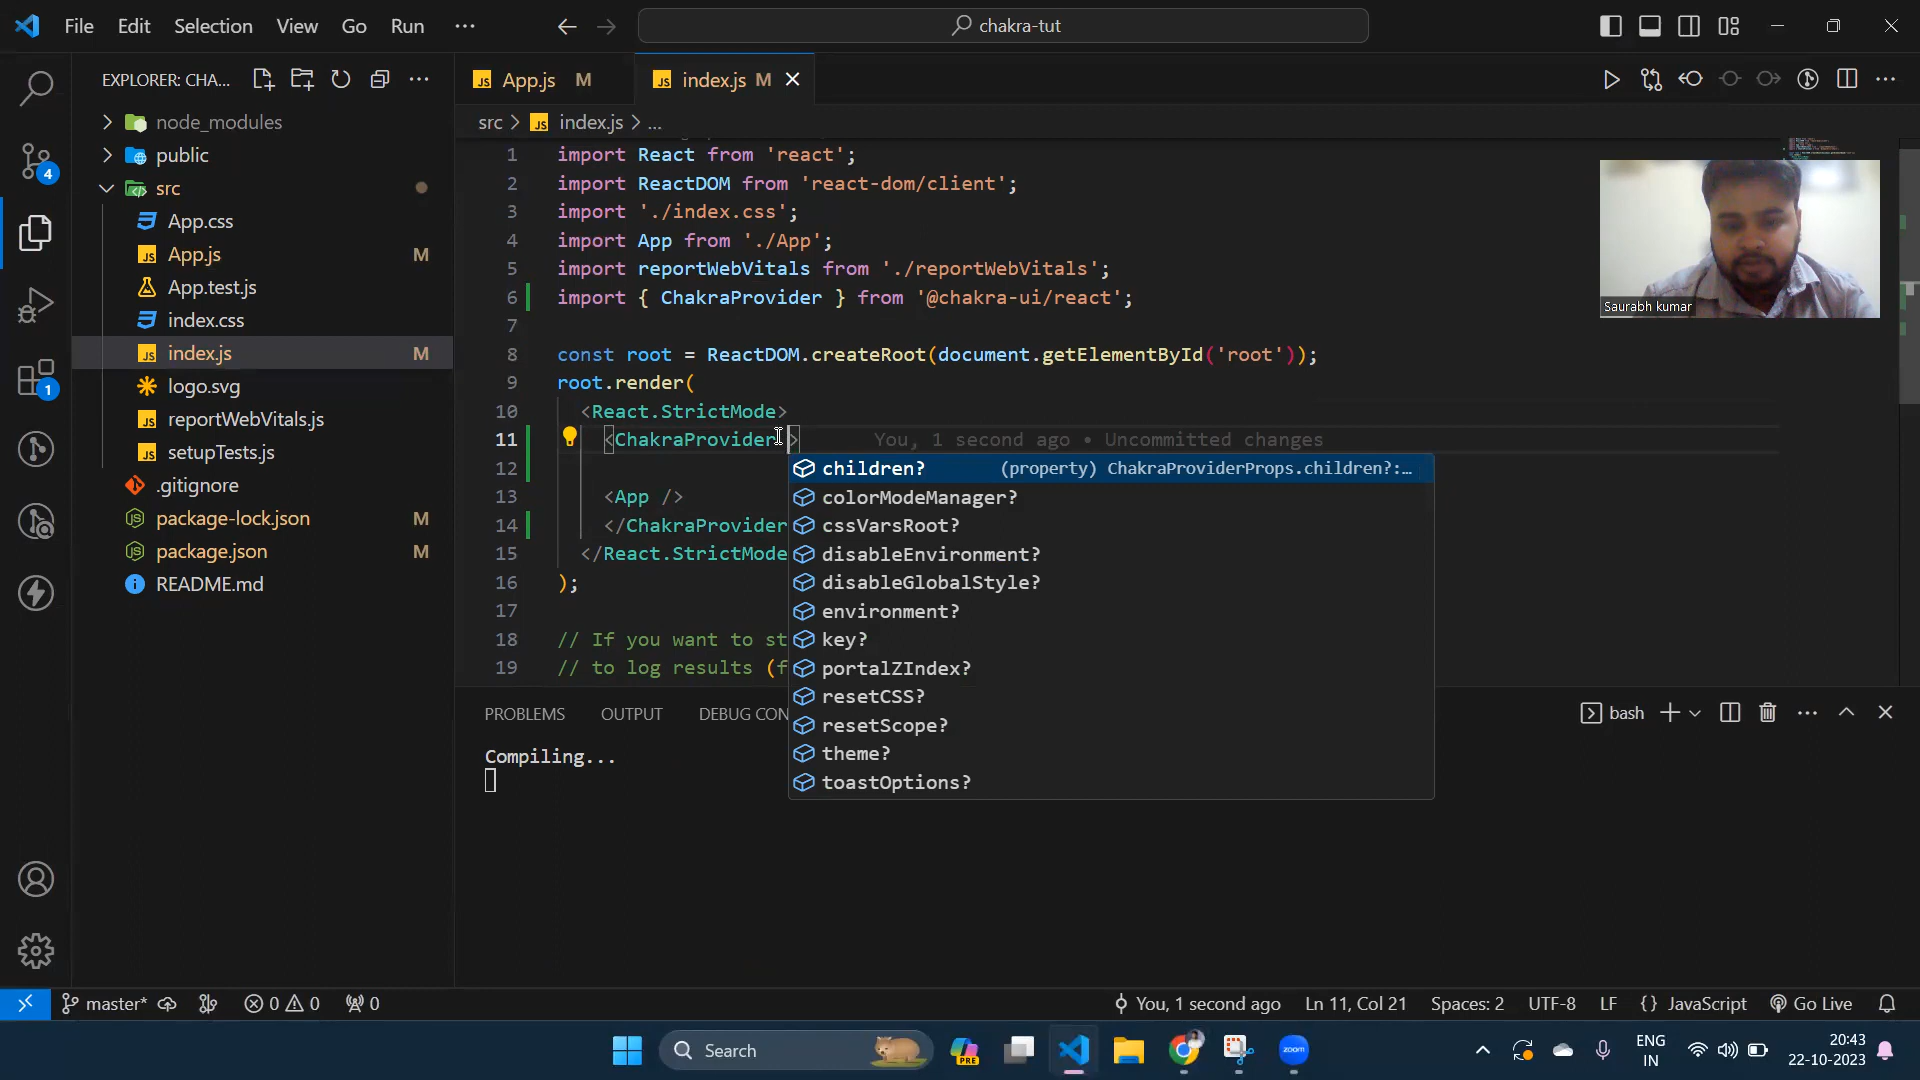 File Edit Selection View Go Run ···
chakra-tut
EXPLORER: CHA...
App.js M
index.js M
src > index.js > ...
node_modules
public
src
App.css
App.js M
App.test.js
index.css
index.js M
logo.svg
reportWebVitals.js
setupTests.js
.gitignore
package-lock.json M
package.json M
README.md
4
1
1 import React from 'react';
2 import ReactDOM from 'react-dom/client';
3 import './index.css';
4 import App from './App';
5 import reportWebVitals from './reportWebVitals';
6 import { ChakraProvider } from '@chakra-ui/react';
7
8 const root = ReactDOM.createRoot(document.getElementById('root'));
9 root.render(
10 <React.StrictMode>
11 <ChakraProvider > You, 1 second ago • Uncommitted changes
12
13 <App />
14 </ChakraProvider
15 </React.StrictMode
16 );
17
18 // If you want to st
19 // to log results (f
children? (property) ChakraProviderProps.children?:...
colorModeManager?
cssVarsRoot?
disableEnvironment?
disableGlobalStyle?
environment?
key?
portalZIndex?
resetCSS?
resetScope?
theme?
toastOptions?
Saurabh kumar
PROBLEMS OUTPUT DEBUG CON
bash
Compiling...
master* 0 0 0
You, 1 second ago Ln 11, Col 21 Spaces: 2 UTF-8 LF {} JavaScript Go Live
Search
PRE
zoom
ENG
IN
20:43
22-10-2023